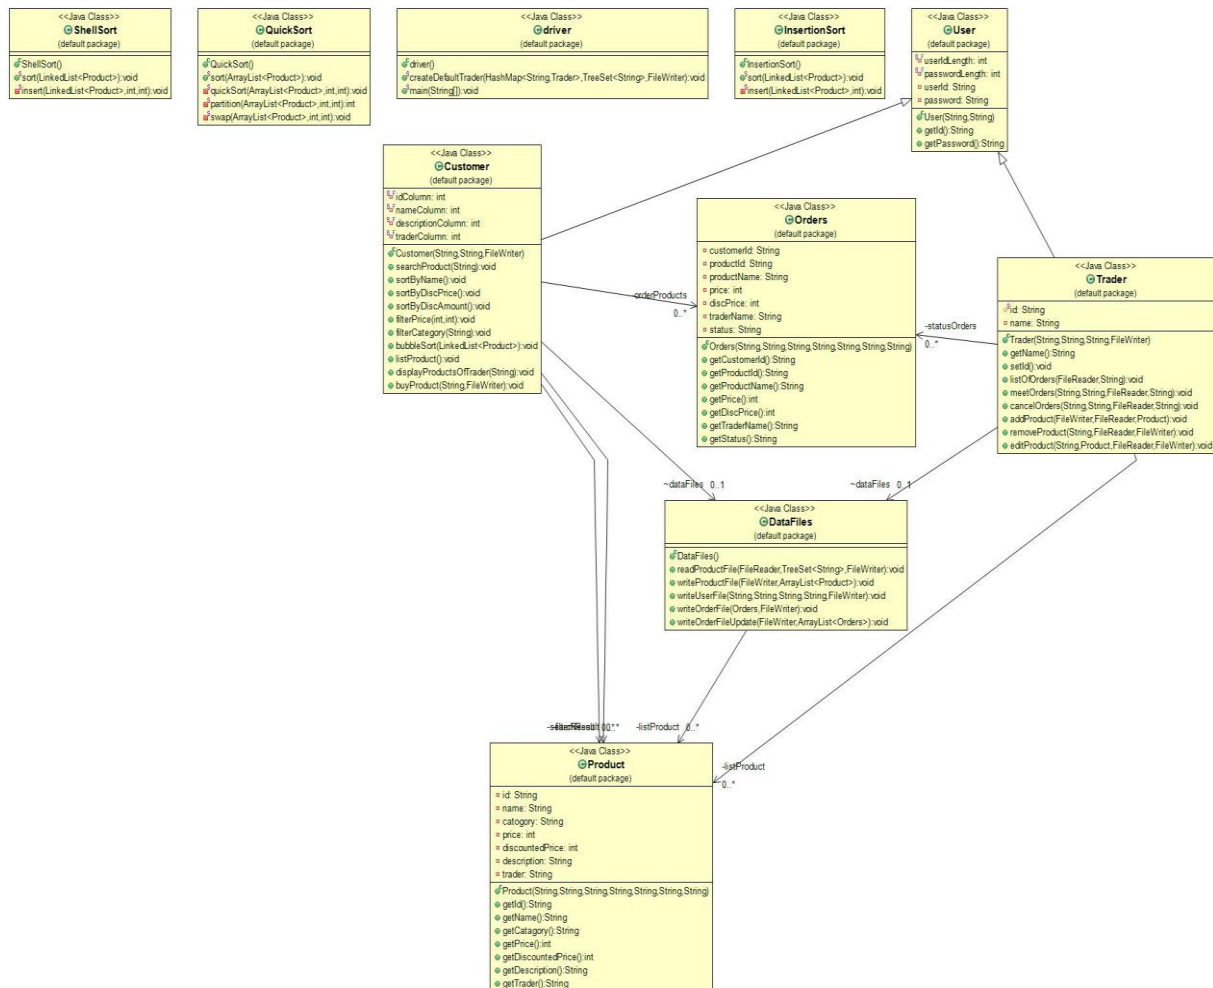 <<Java Class>>
ShellSort
(default package)
ShellSort()
sort(LinkedList<Product>):void
insert(LinkedList<Product>,int,int):void
<<Java Class>>
QuickSort
(default package)
QuickSort()
sort(ArrayList<Product>):void
quickSort(ArrayList<Product>,int,int):void
partition(ArrayList<Product>,int,int):int
swap(ArrayList<Product>,int,int):void
<<Java Class>>
driver
(default package)
driver()
createDefaultTrader(HashMap<String,Trader>,TreeSet<String>,FileWriter):void
main(String[]):void
<<Java Class>>
InsertionSort
(default package)
InsertionSort()
sort(LinkedList<Product>):void
insert(LinkedList<Product>,int):void
<<Java Class>>
User
(default package)
userIdLength: int
passwordLength: int
userId: String
password: String
User(String,String)
getId():String
getPassword():String
<<Java Class>>
Customer
(default package)
idColumn: int
nameColumn: int
descriptionColumn: int
traderColumn: int
Customer(String,String,FileWriter)
searchProduct(String):void
sortByName():void
sortByDiscPrice():void
sortByDiscAmount():void
filterPrice(int,int):void
filterCategory(String):void
bubbleSort(LinkedList<Product>):void
listProduct():void
displayProductsOfTrader(String):void
buyProduct(String,FileWriter):void
-orderProducts
0..*
<<Java Class>>
Orders
(default package)
customerId: String
productId: String
productName: String
price: int
discPrice: int
traderName: String
status: String
Orders(String,String,String,String,String,String,String)
getCustomerId():String
getProductId():String
getProductName():String
getPrice():int
getDiscPrice():int
getTraderName():String
getStatus():String
-statusOrders
0..*
<<Java Class>>
Trader
(default package)
id: String
name: String
Trader(String,String,String,FileWriter)
getName():String
setId():void
listOfOrders(FileReader,String):void
meetOrders(String,String,FileReader,String):void
cancelOrders(String,String,FileReader,String):void
addProduct(FileWriter,FileReader,Product):void
removeProduct(String,FileReader,FileWriter):void
editProduct(String,Product,FileReader,FileWriter):void
~dataFiles 0..1
~dataFiles 0..1
<<Java Class>>
DataFiles
(default package)
DataFiles()
readProductFile(FileReader,TreeSet<String>,FileWriter):void
writeProductFile(FileWriter,ArrayList<Product>):void
writeUserFile(String,String,String,String,FileWriter):void
writeOrderFile(Orders,FileWriter):void
writeOrderFileUpdate(FileWriter,ArrayList<Orders>):void
-listProduct 0..*
-listProduct
0..*
<<Java Class>>
Product
(default package)
id: String
name: String
catogory: String
price: int
discountedPrice: int
description: String
trader: String
Product(String,String,String,String,String,String,String)
getId():String
getName():String
getCatagory():String
getPrice():int
getDiscountedPrice():int
getDescription():String
getTrader():String